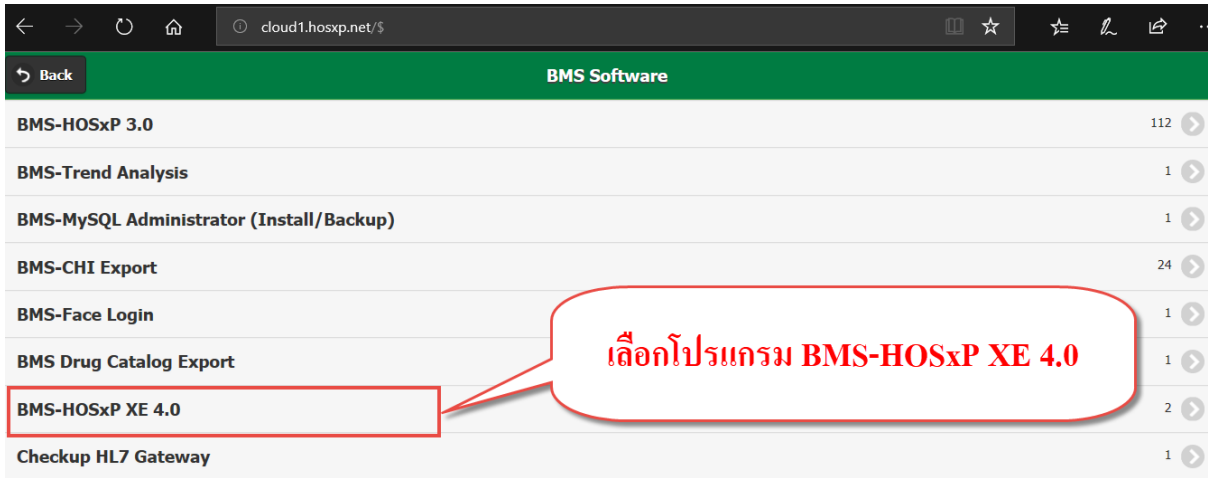 cloud1.hosxp.net/$
Back
BMS Software
BMS-HOSxP 3.0 112
BMS-Trend Analysis 1
BMS-MySQL Administrator (Install/Backup) 1
BMS-CHI Export 24
BMS-Face Login 1
BMS Drug Catalog Export 1
เลือกโปรแกรม BMS-HOSxP XE 4.0
BMS-HOSxP XE 4.0 2
Checkup HL7 Gateway 1